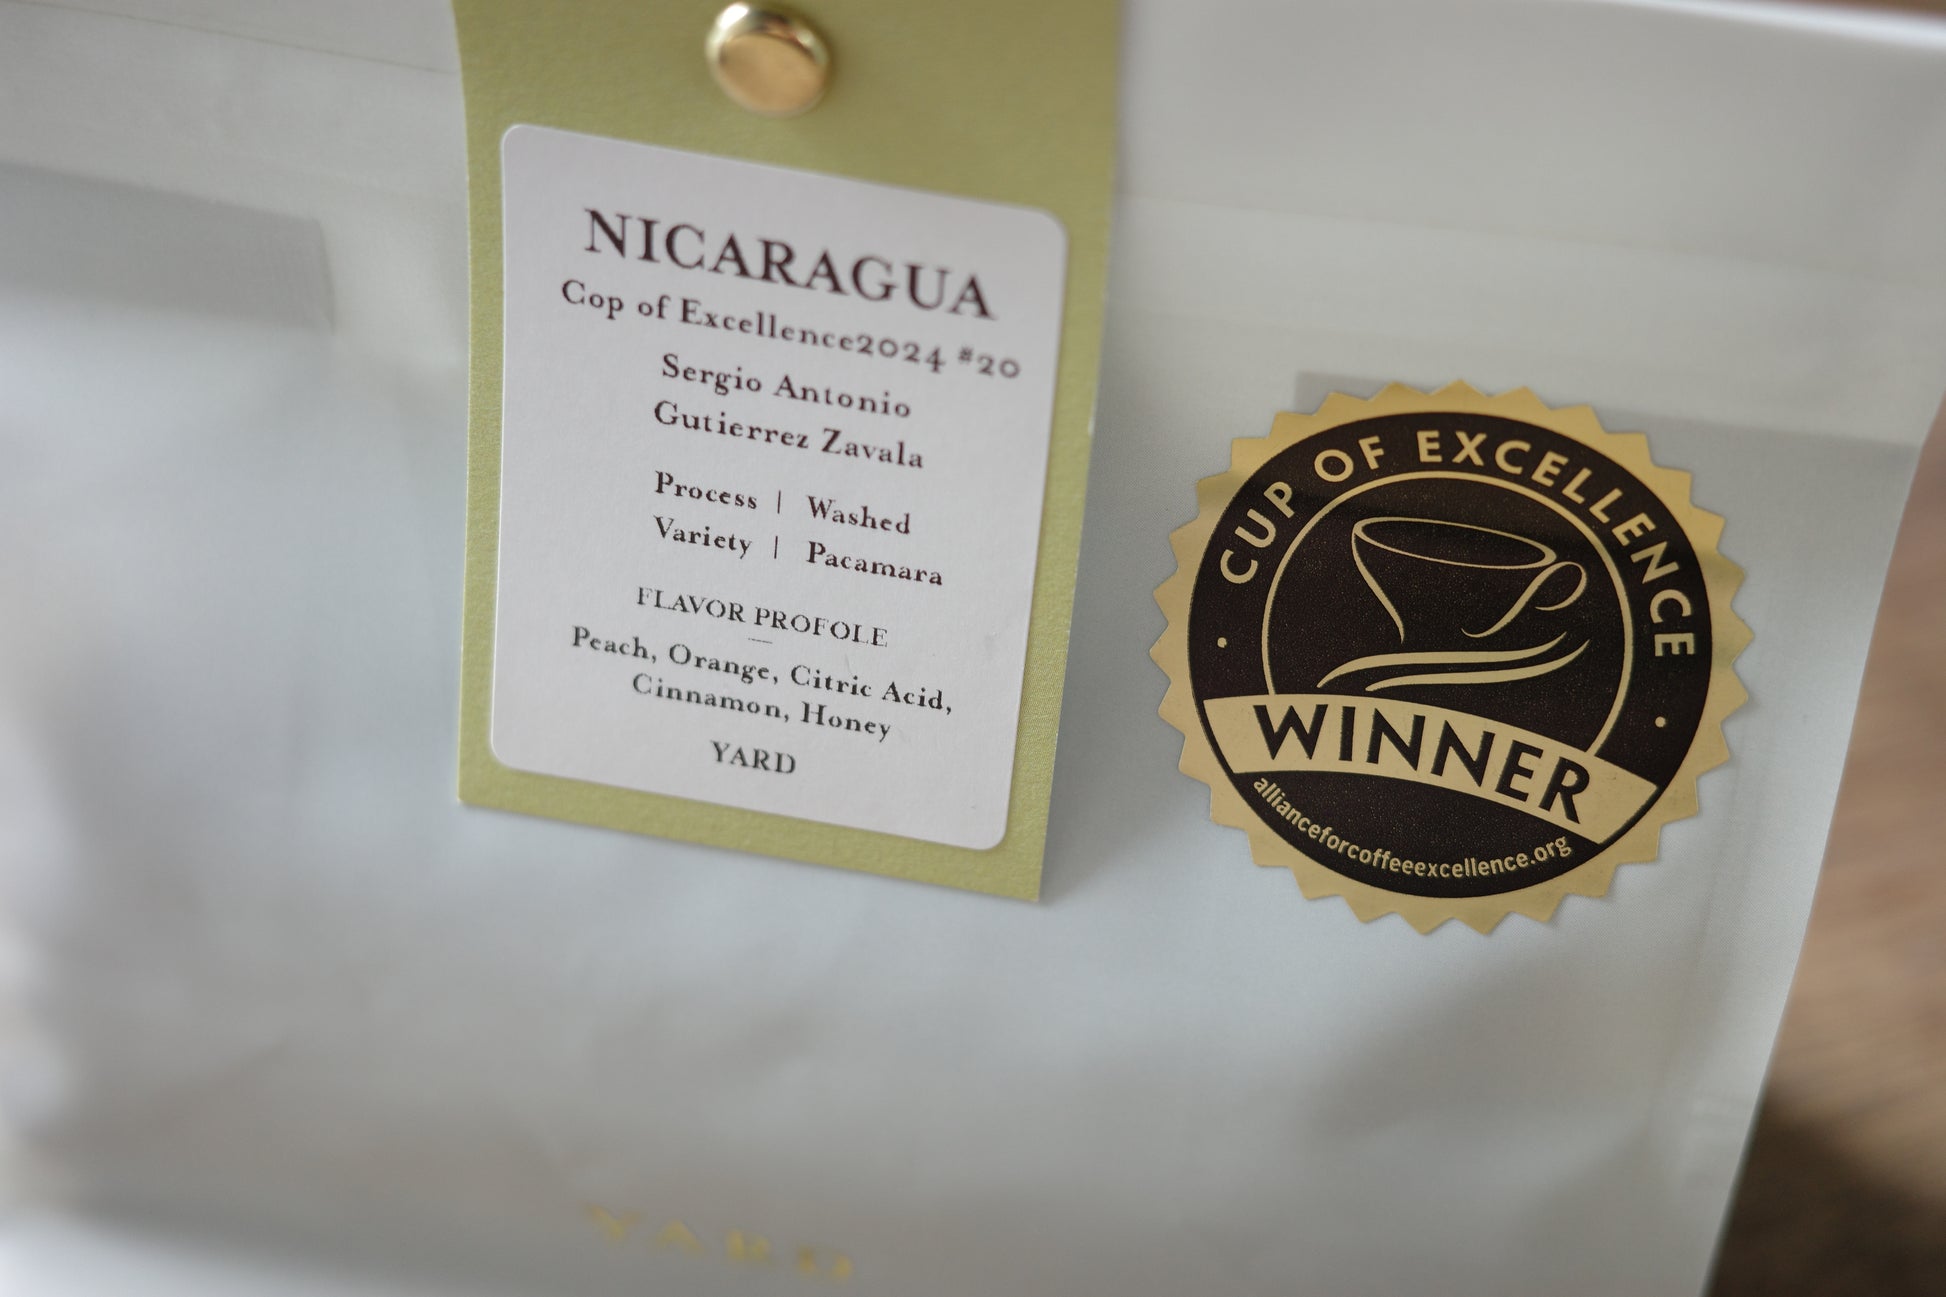 NICARAGUA
Cop of Excellence2024 #20
Sergio Antonio
Gutierrez Zavala
Process | Washed
Variety | Pacamara
FLAVOR PROFOLE
Peach, Orange, Citric Acid,
Cinnamon, Honey
YARD
CUP OF EXCELLENCE
WINNER
allianceforcoffeeexcellence.org
YARD